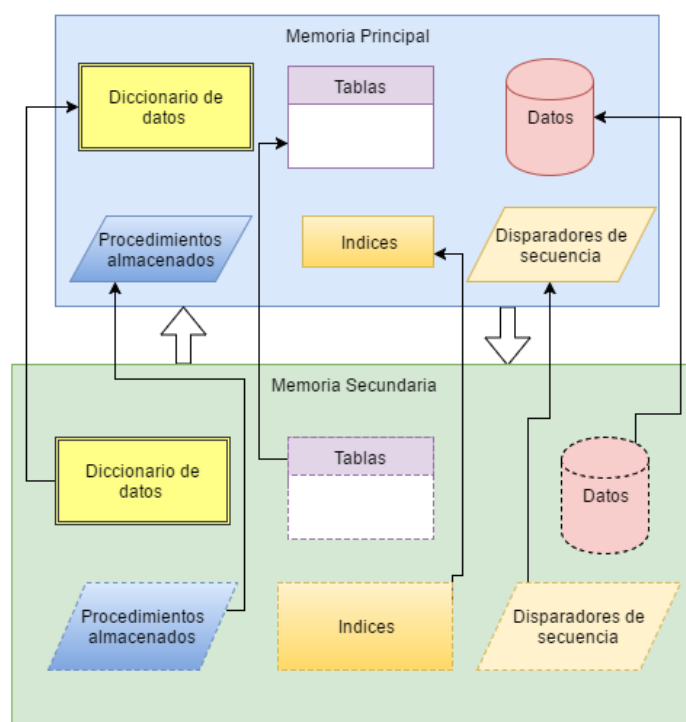 Memoria Principal
Diccionario de
datos
Tablas
Datos
Procedimientos
almacenados
Indices
Disparadores de
secuencia
Memoria Secundaria
Diccionario de
datos
Tablas
Datos
Procedimientos
almacenados
Indices
Disparadores de
secuencia